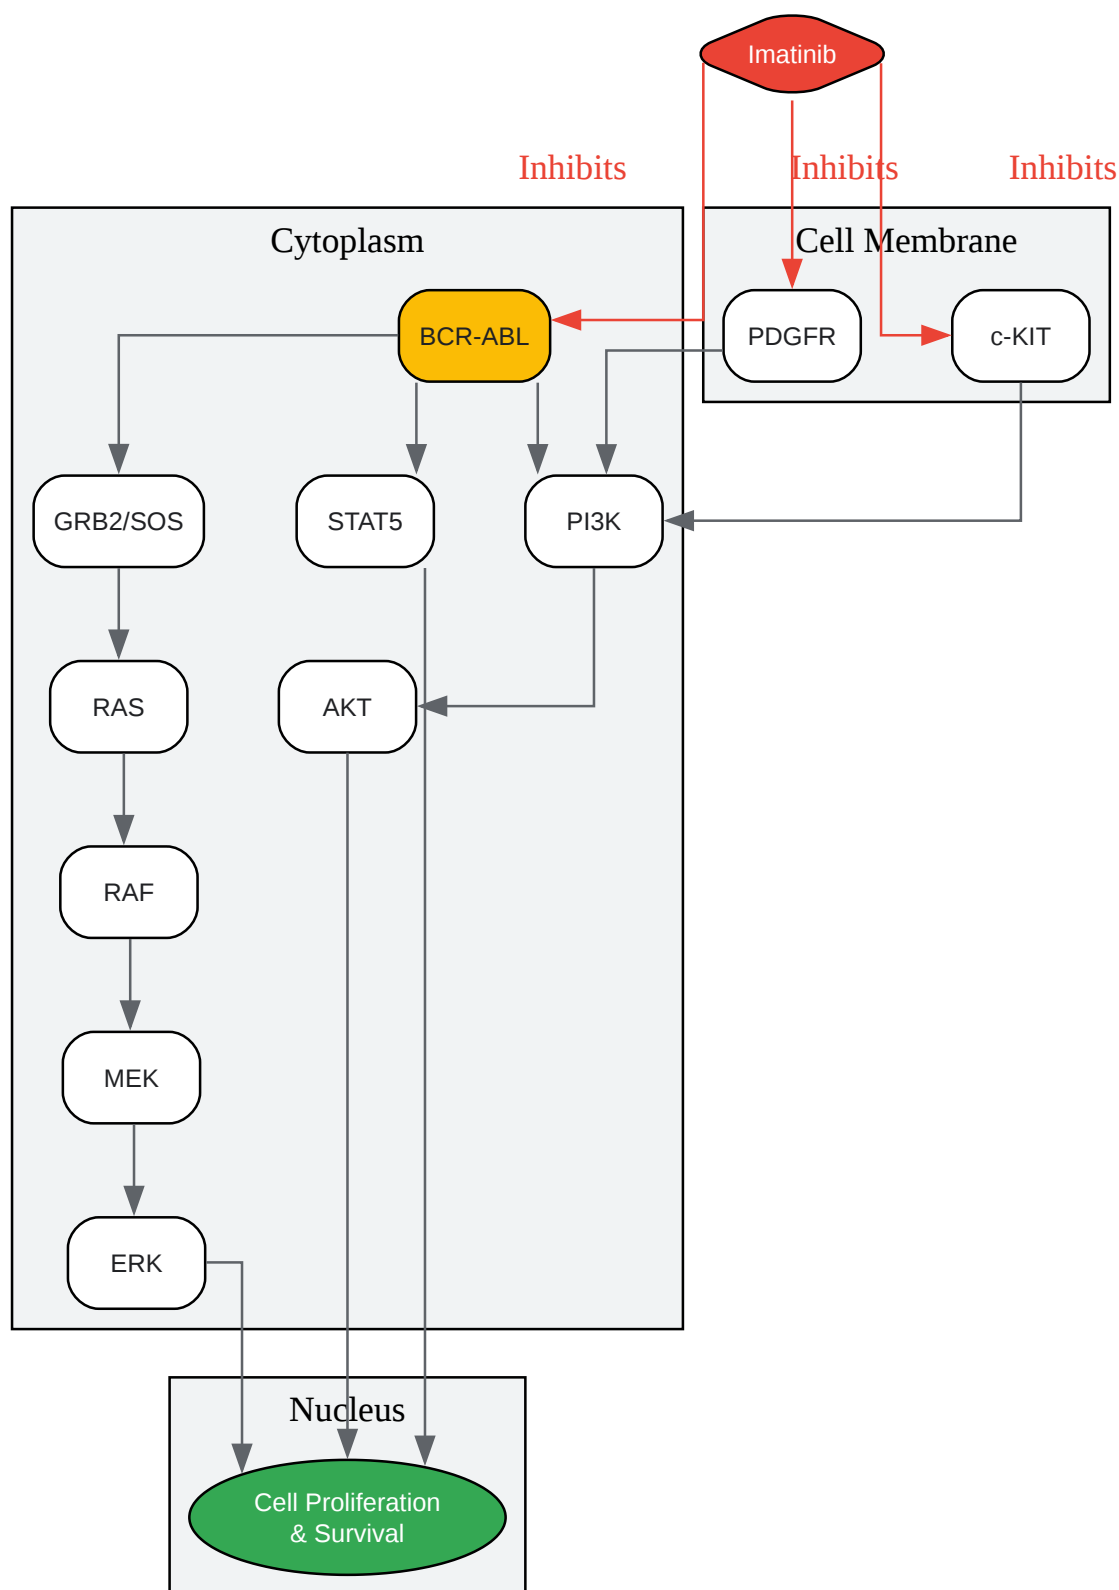 Imatinib
Inhibits
Inhibits
Inhibits
Cytoplasm
Cell Membrane
BCR-ABL
PDGFR
c-KIT
GRB2/SOS
STAT5
PI3K
RAS
AKT
RAF
MEK
ERK
Nucleus
Cell Proliferation
& Survival